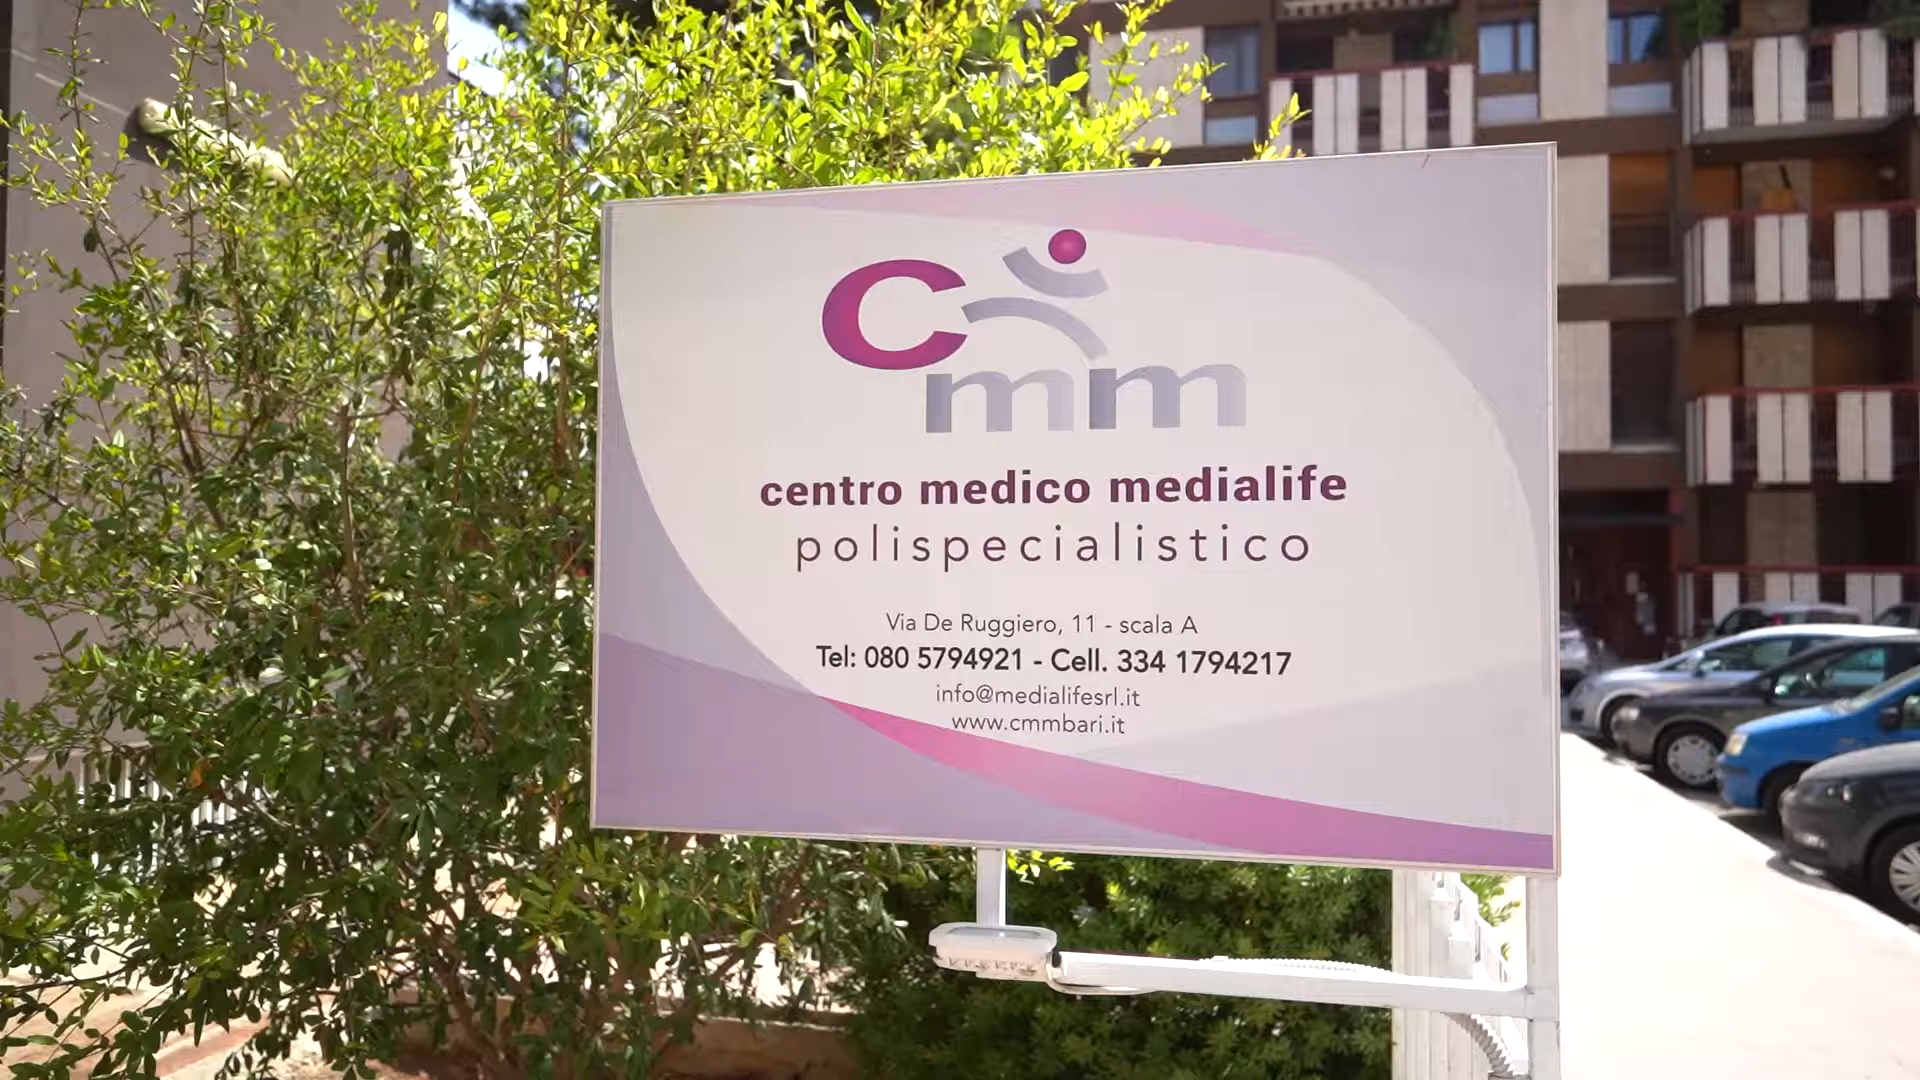 cmm
centro medico medialife
polispecialistico
Via De Ruggiero, 11 - scala A
Tel: 080 5794921 - Cell. 334 1794217
info@medialifesrl.it
www.cmmbari.it